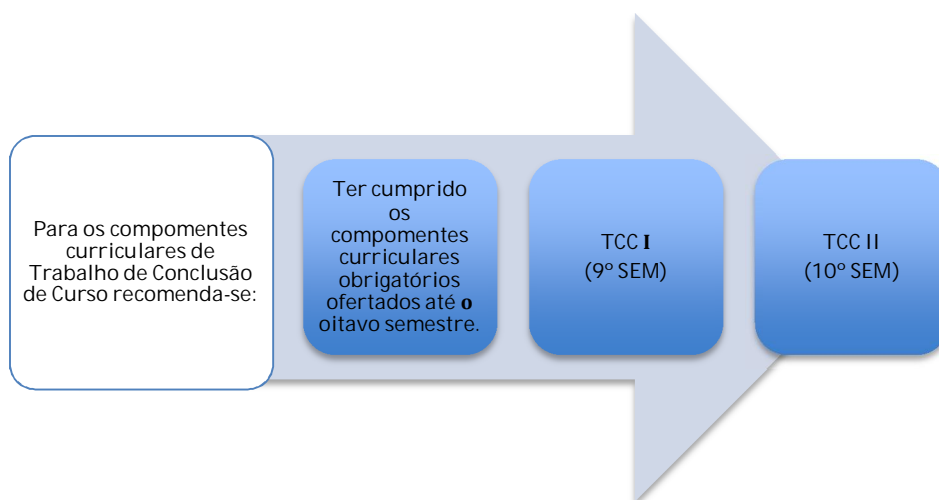 Para os compomentes
curriculares de
Trabalho de Conclusão
de Curso recomenda-se:
Ter cumprido
os
compomentes
curriculares
obrigatórios
ofertados até o
oitavo semestre.
TCC I
(9º SEM)
TCC II
(10º SEM)